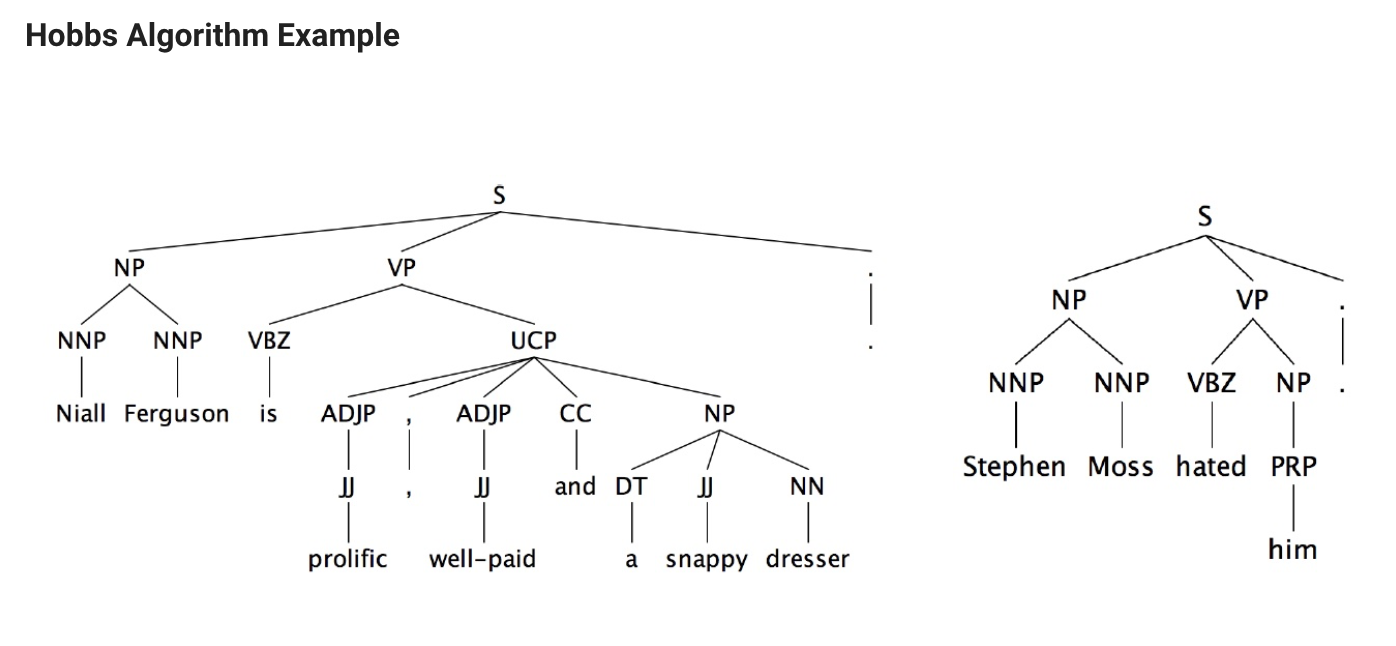 Hobbs Algorithm Example
S
S
NP VP .
NP VP .
NNP NNP VBZ UCP .
NNP NNP VBZ NP .
Niall Ferguson is ADJP , ADJP CC NP
Stephen Moss hated PRP
JJ , JJ and DT JJ NN
him
prolific well-paid a snappy dresser